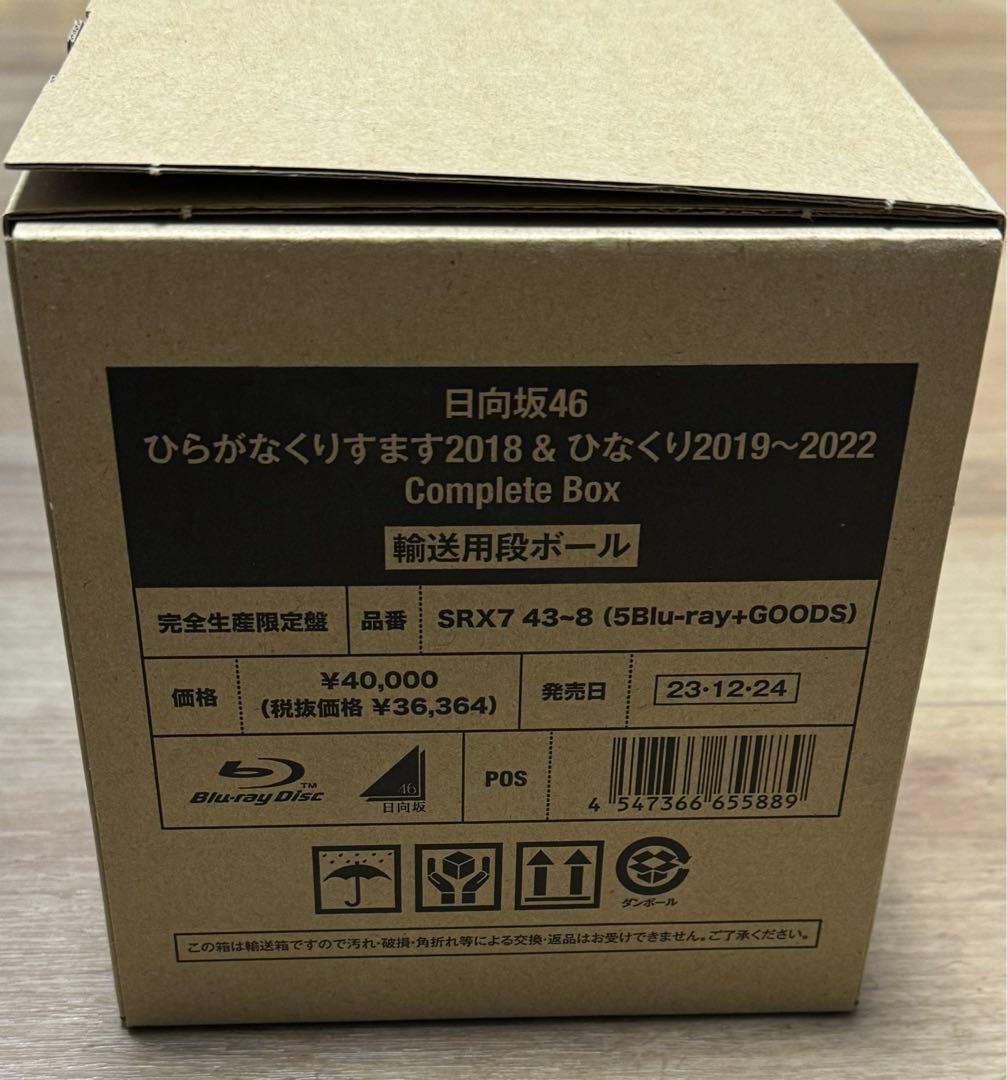 日向坂46
ひらがなくりすます2018 & ひなくり2019～2022
Complete Box
輸送用段ボール
完全生産限定盤 品番 SRX7 43~8 (5Blu-ray+GOODS)
価格 ¥40,000
(税抜価格 ¥36,364)
発売日 23･12･24
Blu-ray Disc TM
46
日向坂
POS
4 547366 655889
ダンボール
この箱は輸送箱ですので汚れ・破損・角折れ等による交換・返品はお受けできません。ご了承ください。